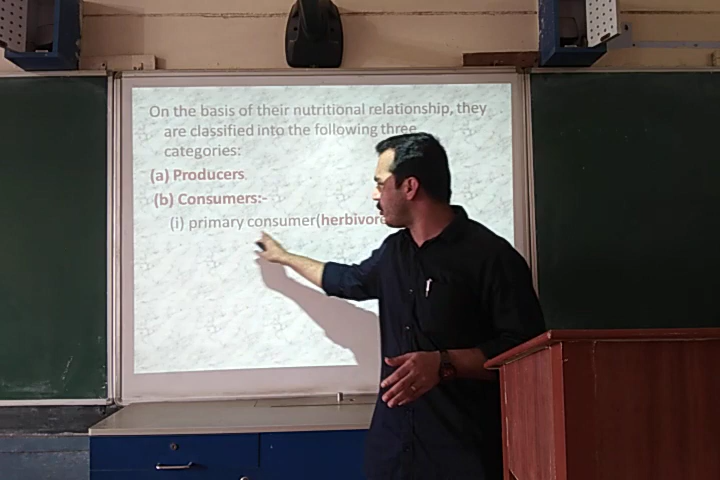 On the basis of their nutritional relationship, they
are classified into the following three
categories:
(a) Producers.
(b) Consumers:-
(i) primary consumer(herbivore